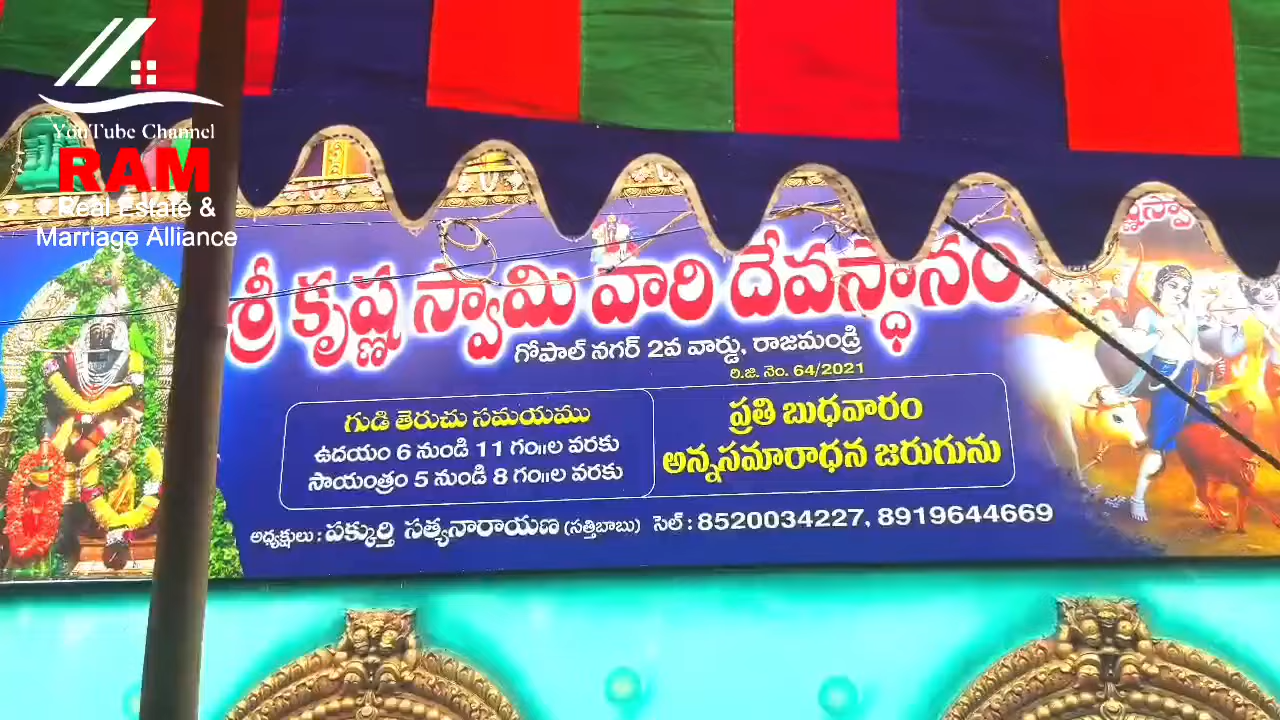 YouTube Channel
RAM
Real Estate &
Marriage Alliance
శ్రీ కృష్ణ స్వామి వారి దేవస్థానం
గోపాల్ నగర్ 2వ వార్డు, రాజమండ్రి
రి.జి. నెం. 64/2021
గుడి తెరుచు సమయము
ఉదయం 6 నుండి 11 గం॥ల వరకు
సాయంత్రం 5 నుండి 8 గం॥ల వరకు
ప్రతి బుధవారం
అన్నసమారాధన జరుగును
అధ్యక్షులు : పక్కుర్తి సత్యనారాయణ (సత్తిబాబు) సెల్ : 8520034227, 8919644669